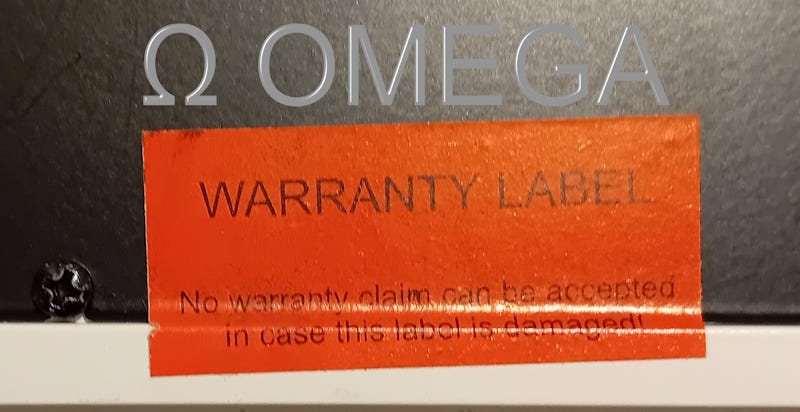 Ω OMEGA
WARRANTY LABEL
No warranty claim can be accepted
in case this label is damaged!